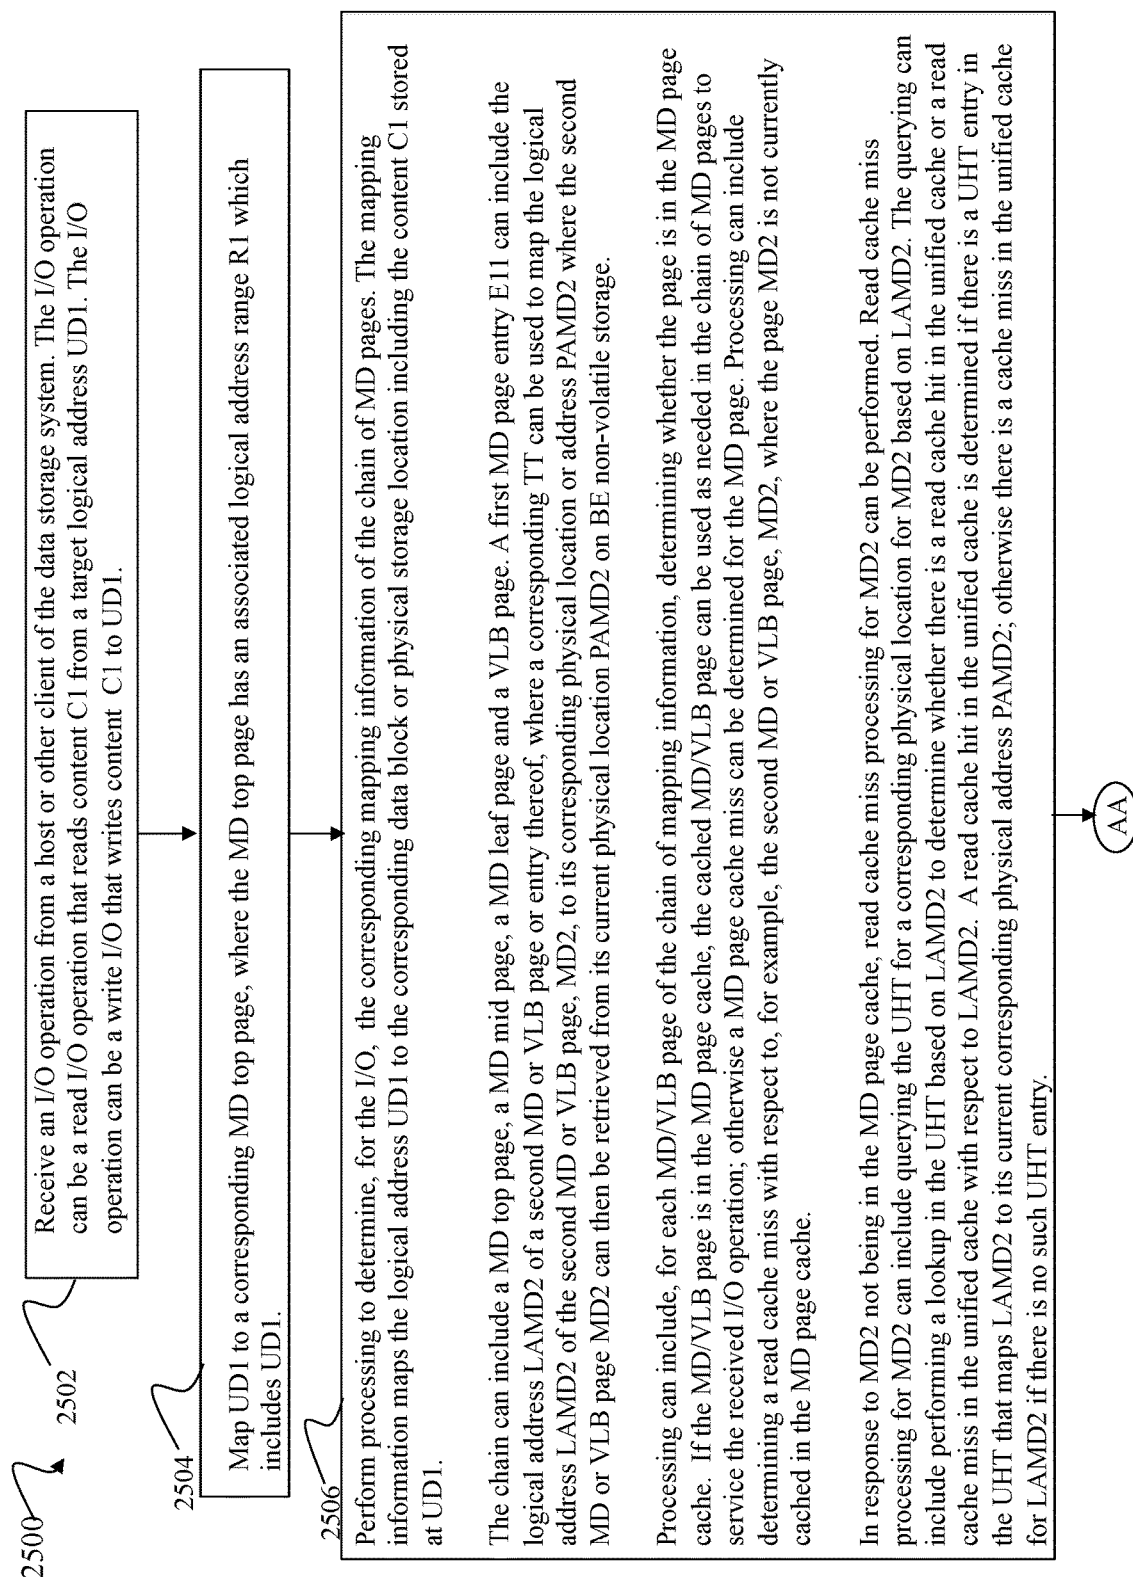 2500
2502
Receive an I/O operation from a host or other client of the data storage system. The I/O operation
can be a read I/O operation that reads content C1 from a target logical address UD1. The I/O
operation can be a write I/O that writes content C1 to UD1.
2504
Map UD1 to a corresponding MD top page, where the MD top page has an associated logical address range R1 which
includes UD1.
2506
Perform processing to determine, for the I/O, the corresponding mapping information of the chain of MD pages. The mapping
information maps the logical address UD1 to the corresponding data block or physical storage location including the content C1 stored
at UD1.
The chain can include a MD top page, a MD mid page, a MD leaf page and a VLB page. A first MD page entry E11 can include the
logical address LAMD2 of a second MD or VLB page or entry thereof, where a corresponding TT can be used to map the logical
address LAMD2 of the second MD or VLB page, MD2, to its corresponding physical location or address PAMD2 where the second
MD or VLB page MD2 can then be retrieved from its current physical location PAMD2 on BE non-volatile storage.
Processing can include, for each MD/VLB page of the chain of mapping information, determining whether the page is in the MD page
cache. If the MD/VLB page is in the MD page cache, the cached MD/VLB page can be used as needed in the chain of MD pages to
service the received I/O operation; otherwise a MD page cache miss can be determined for the MD page. Processing can include
determining a read cache miss with respect to, for example, the second MD or VLB page, MD2, where the page MD2 is not currently
cached in the MD page cache.
In response to MD2 not being in the MD page cache, read cache miss processing for MD2 can be performed. Read cache miss
processing for MD2 can include querying the UHT for a corresponding physical location for MD2 based on LAMD2. The querying can
include performing a lookup in the UHT based on LAMD2 to determine whether there is a read cache hit in the unified cache or a read
cache miss in the unified cache with respect to LAMD2. A read cache hit in the unified cache is determined if there is a UHT entry in
the UHT that maps LAMD2 to its current corresponding physical address PAMD2; otherwise there is a cache miss in the unified cache
for LAMD2 if there is no such UHT entry.
AA